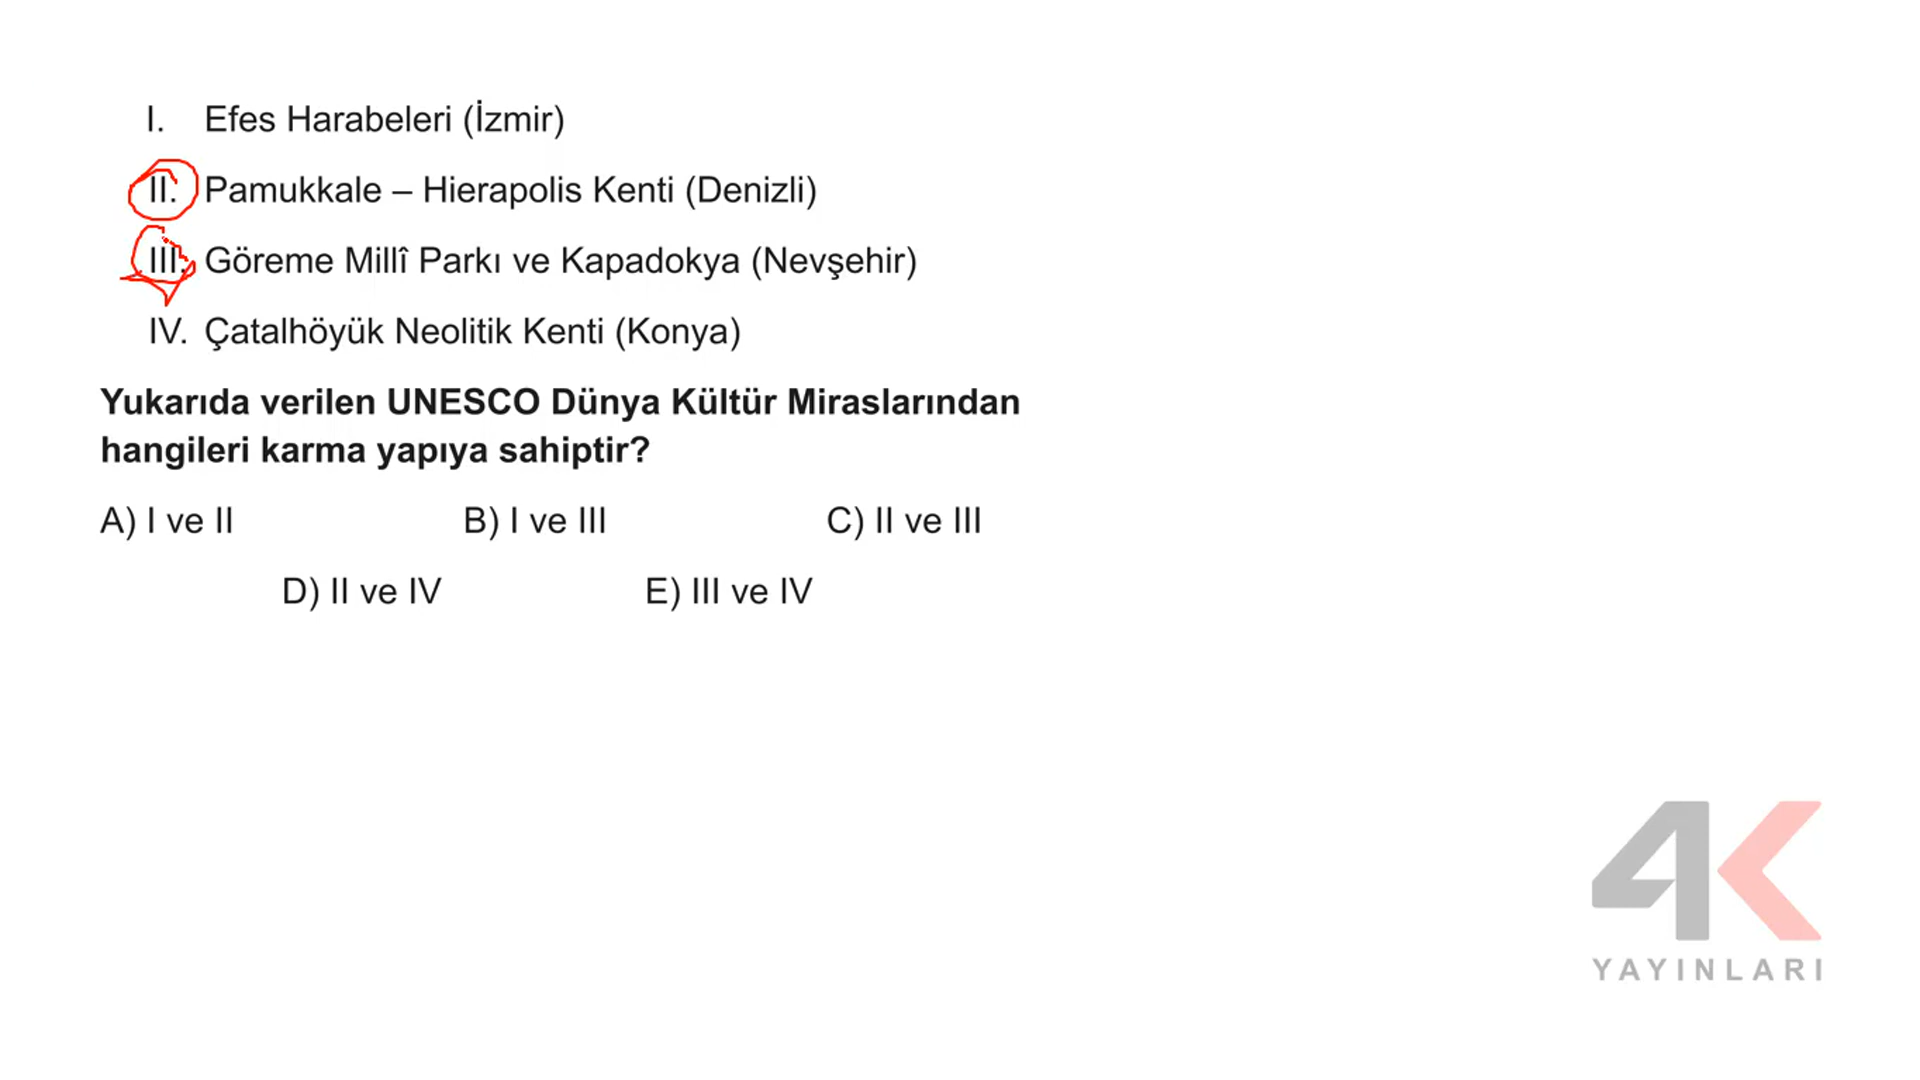 I. Efes Harabeleri (İzmir)
II. Pamukkale – Hierapolis Kenti (Denizli)
III. Göreme Millî Parkı ve Kapadokya (Nevşehir)
IV. Çatalhöyük Neolitik Kenti (Konya)
Yukarıda verilen UNESCO Dünya Kültür Miraslarından
hangileri karma yapıya sahiptir?
A) I ve II B) I ve III C) II ve III
D) II ve IV E) III ve IV
4K
YAYINLARI